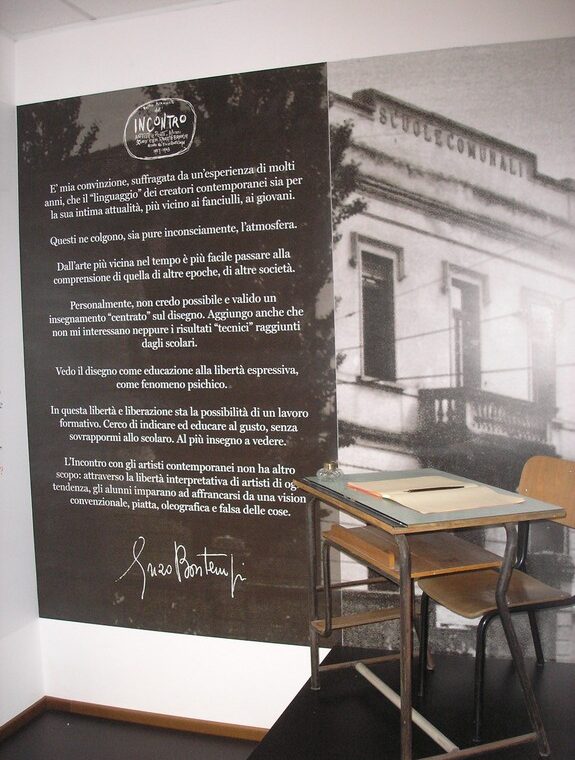 INCONTRO
SCUOLE COMUNALI
E' mia convinzione, suffragata da un'esperienza di molti
anni, che il "linguaggio" dei creatori contemporanei sia per
la sua intima attualità, più vicino ai fanciulli, ai giovani.
Questi ne colgono, sia pure inconsciamente, l'atmosfera.
Dall'arte più vicina nel tempo è più facile passare alla
comprensione di quella di altre epoche, di altre società.
Personalmente, non credo possibile e valido un
insegnamento "centrato" sul disegno. Aggiungo anche che
non mi interessano neppure i risultati "tecnici" raggiunti
dagli scolari.
Vedo il disegno come educazione alla libertà espressiva,
come fenomeno psichico.
In questa libertà e liberazione sta la possibilità di un lavoro
formativo. Cerco di indicare ed educare al gusto, senza
sovrappormi allo scolaro. Al più insegno a vedere.
L'Incontro con gli artisti contemporanei non ha altro
scopo: attraverso la libertà interpretativa di artisti di og
tendenza, gli alunni imparano ad affrancarsi da una vision
convenzionale, piatta, oleografica e falsa delle cose.
Enzo Bontempi